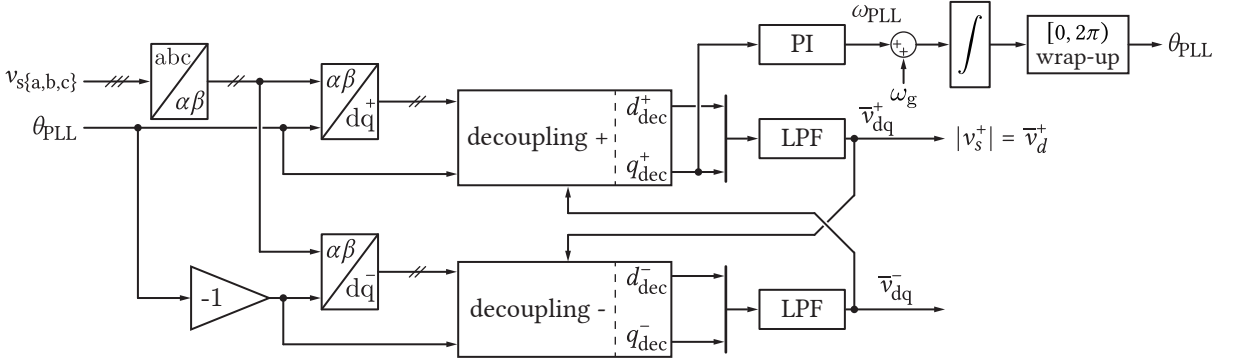 ω_PLL
[0, 2π)
v_s{a,b,c}
abc
αβ
αβ
dq^+
PI
+
+
∫
wrap-up
θ_PLL
ω_g
θ_PLL
decoupling +
d^+_dec
q^+_dec
LPF
v̅^+_dq
|v^+_s| = v̅^+_d
αβ
dq^-
-1
decoupling -
d^-_dec
q^-_dec
LPF
v̅^-_dq